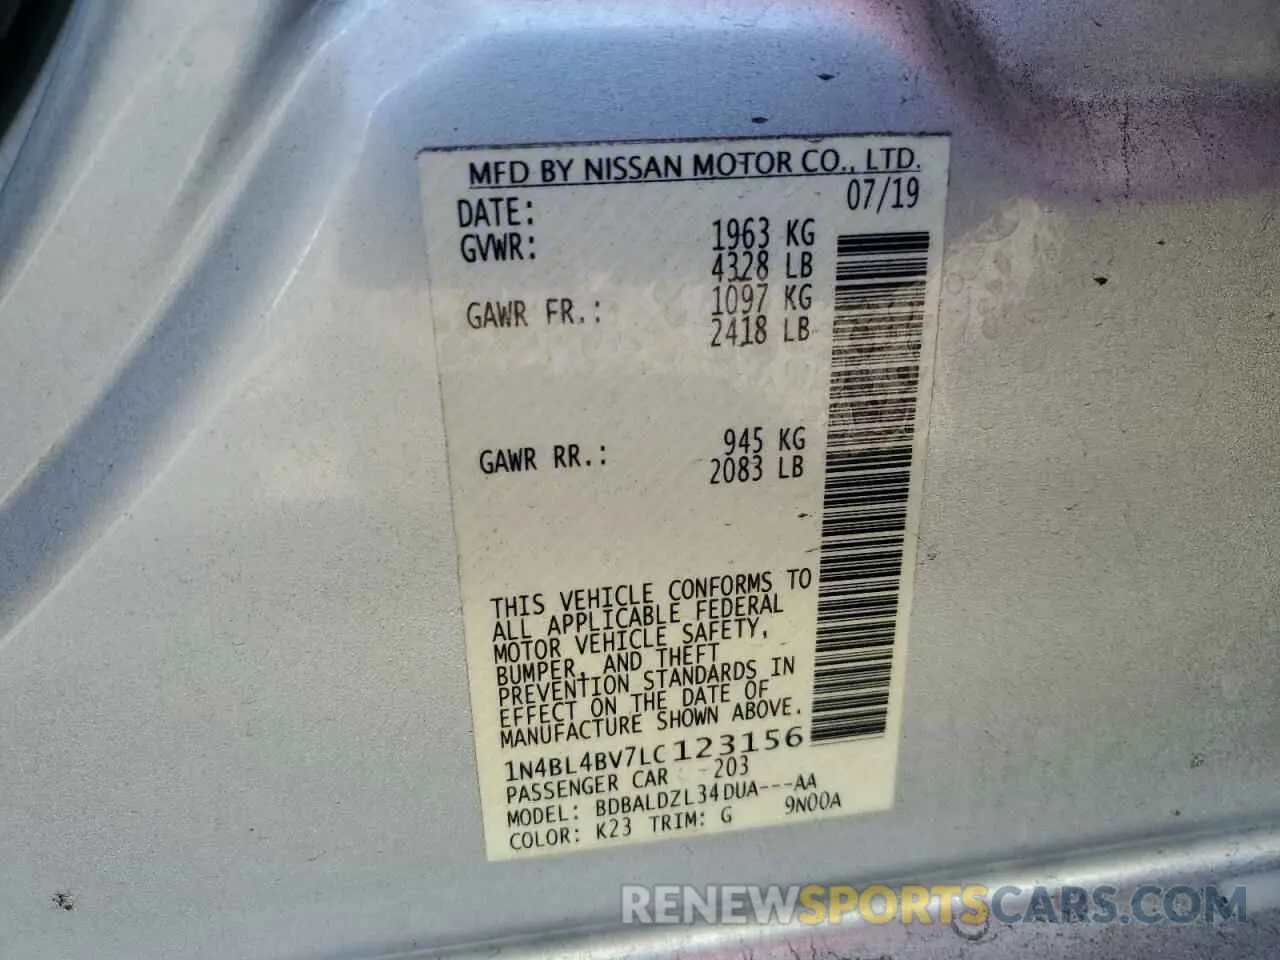 MFD BY NISSAN MOTOR CO., LTD.
DATE: 07/19
GVWR: 1963 KG
4328 LB
GAWR FR.: 1097 KG
2418 LB
GAWR RR.: 945 KG
2083 LB
THIS VEHICLE CONFORMS TO
ALL APPLICABLE FEDERAL
MOTOR VEHICLE SAFETY,
BUMPER, AND THEFT
PREVENTION STANDARDS IN
EFFECT ON THE DATE OF
MANUFACTURE SHOWN ABOVE.
1N4BL4BV7LC123156
PASSENGER CAR -203
MODEL: BDBALDZL34DUA---AA
COLOR: K23 TRIM: G 9N00A
RENEWSPORTSCARS.COM